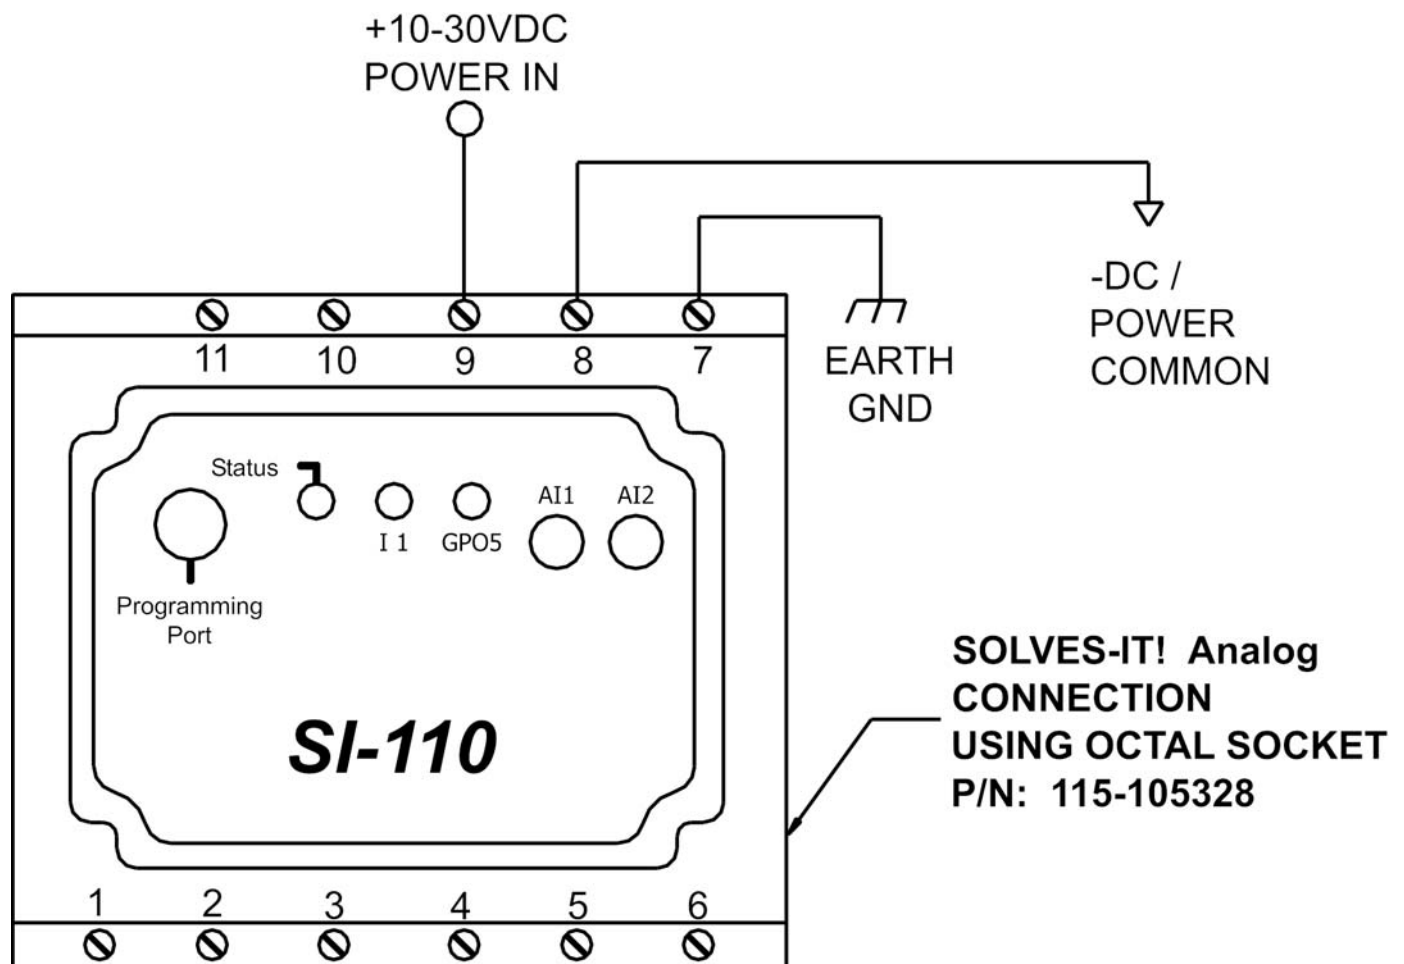 +10-30VDC
POWER IN
-DC /
POWER
COMMON
EARTH
GND
11 10 9 8 7
Status
I 1
GPO5
AI1
AI2
Programming
Port
SI-110
SOLVES-IT! Analog
CONNECTION
USING OCTAL SOCKET
P/N: 115-105328
1 2 3 4 5 6